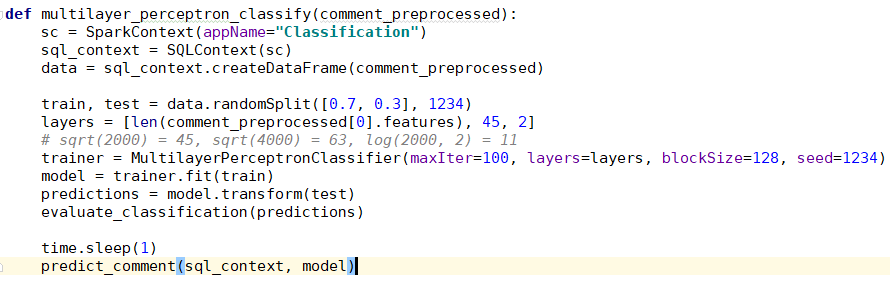 def multilayer_perceptron_classify(comment_preprocessed):
    sc = SparkContext(appName="Classification")
    sql_context = SQLContext(sc)
    data = sql_context.createDataFrame(comment_preprocessed)

    train, test = data.randomSplit([0.7, 0.3], 1234)
    layers = [len(comment_preprocessed[0].features), 45, 2]
    # sqrt(2000) = 45, sqrt(4000) = 63, log(2000, 2) = 11
    trainer = MultilayerPerceptronClassifier(maxIter=100, layers=layers, blockSize=128, seed=1234)
    model = trainer.fit(train)
    predictions = model.transform(test)
    evaluate_classification(predictions)

    time.sleep(1)
    predict_comment(sql_context, model)